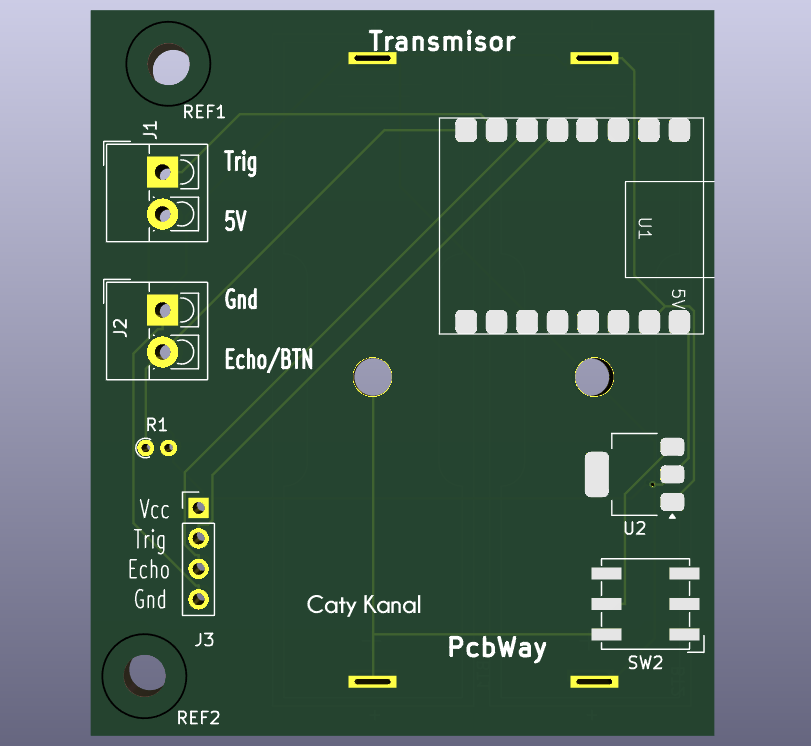 Transmisor
REF1
J1
Trig
5V
U1
Gnd
5V
J2
Echo/BTN
R1
Vcc
U2
Trig
Echo
Gnd
Caty Kanal
J3
PcbWay
SW2
REF2